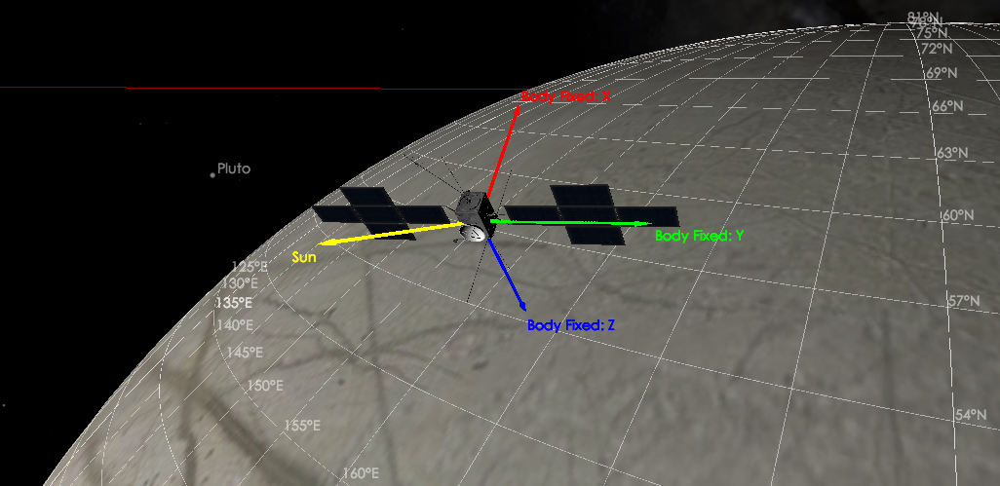 81°N
78°N
75°N
72°N
69°N
Body Fixed: X
66°N
63°N
Pluto
60°N
Body Fixed: Y
Sun
125°E
130°E
135°E
57°N
Body Fixed: Z
140°E
145°E
150°E
54°N
155°E
160°E